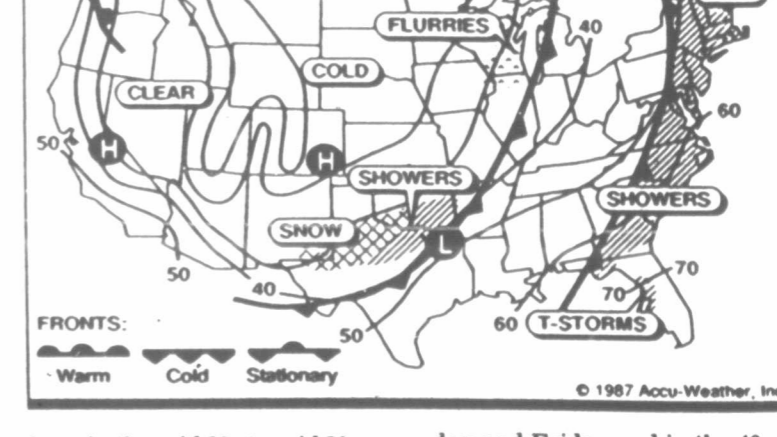 FLURRIES
40
COLD
CLEAR
60
50
H
H
SHOWERS
SHOWERS
SNOW
L
50
40
70
70
FRONTS:
50
60
T-STORMS
Warm
Cold
Stationary
© 1987 Accu-Weather, Inc